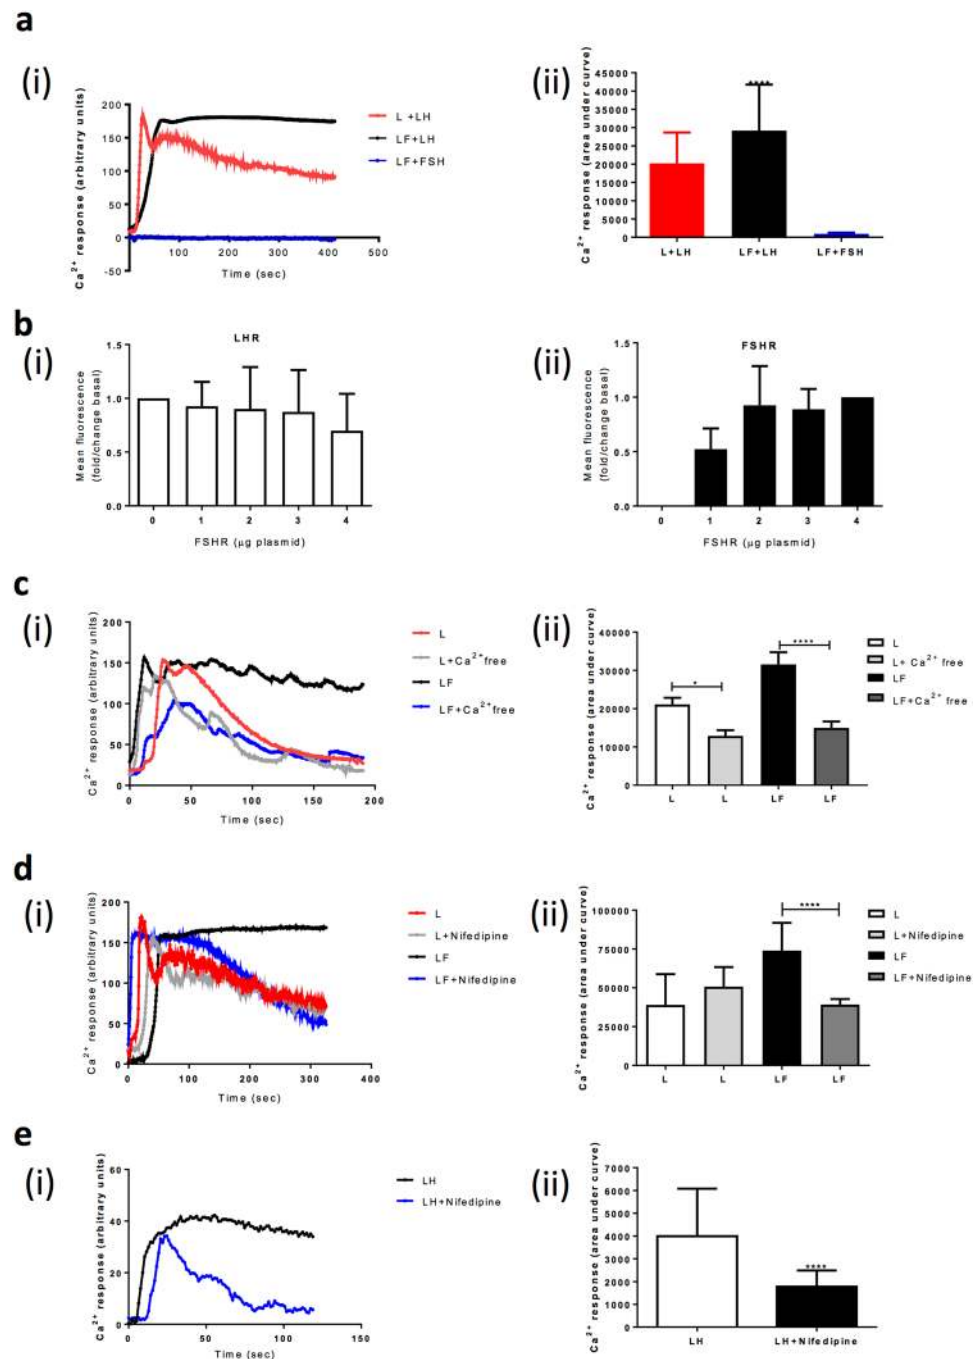 a
(i)
Ca²⁺ response (arbitrary units)
200
150
100
50
0
-50
100
200
300
400
500
Time (sec)
L +LH
LF+LH
LF+FSH
(ii)
Ca²⁺ response (area under curve)
45000
40000
35000
30000
25000
20000
15000
10000
5000
0
****
L+LH
LF+LH
LF+FSH
b
(i)
LHR
Mean fluorescence
(fold/change basal)
1.5
1.0
0.5
0.0
0
1
2
3
4
FSHR (µg plasmid)
(ii)
FSHR
Mean fluorescence
(fold/change basal)
1.5
1.0
0.5
0.0
0
1
2
3
4
FSHR (µg plasmid)
c
(i)
Ca²⁺ response (arbitrary units)
200
150
100
50
0
0
50
100
150
200
Time (sec)
L
L+Ca²⁺free
LF
LF+Ca²⁺free
(ii)
Ca²⁺ response (area under curve)
40000
30000
20000
10000
0
*
****
L
L
LF
LF
L
L+ Ca²⁺ free
LF
LF+Ca²⁺ free
d
(i)
Ca²⁺ response (arbitrary units)
200
150
100
50
0
0
100
200
300
400
Time (sec)
L
L+Nifedipine
LF
LF+Nifedipine
(ii)
Ca²⁺ response (area under curve)
100000
75000
50000
25000
0
****
L
L
LF
LF
L
L+Nifedipine
LF
LF+Nifedipine
e
(i)
Ca²⁺ response (arbitrary units)
60
40
20
0
0
50
100
150
Time (sec)
LH
LH+Nifedipine
(ii)
Ca²⁺ response (area under curve)
7000
6000
5000
4000
3000
2000
1000
0
****
LH
LH+Nifedipine